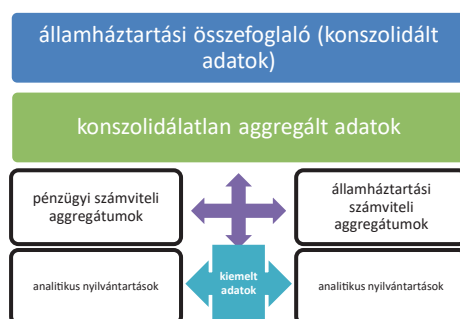 államháztartási összefoglaló (konszolidált
adatok)
konszolidálatlan aggregált adatok
pénzügyi számviteli
aggregátumok
államháztartási
számviteli
aggregátumok
analitikus nyilvántartások
kiemelt
adatok
analitikus nyilvántartások